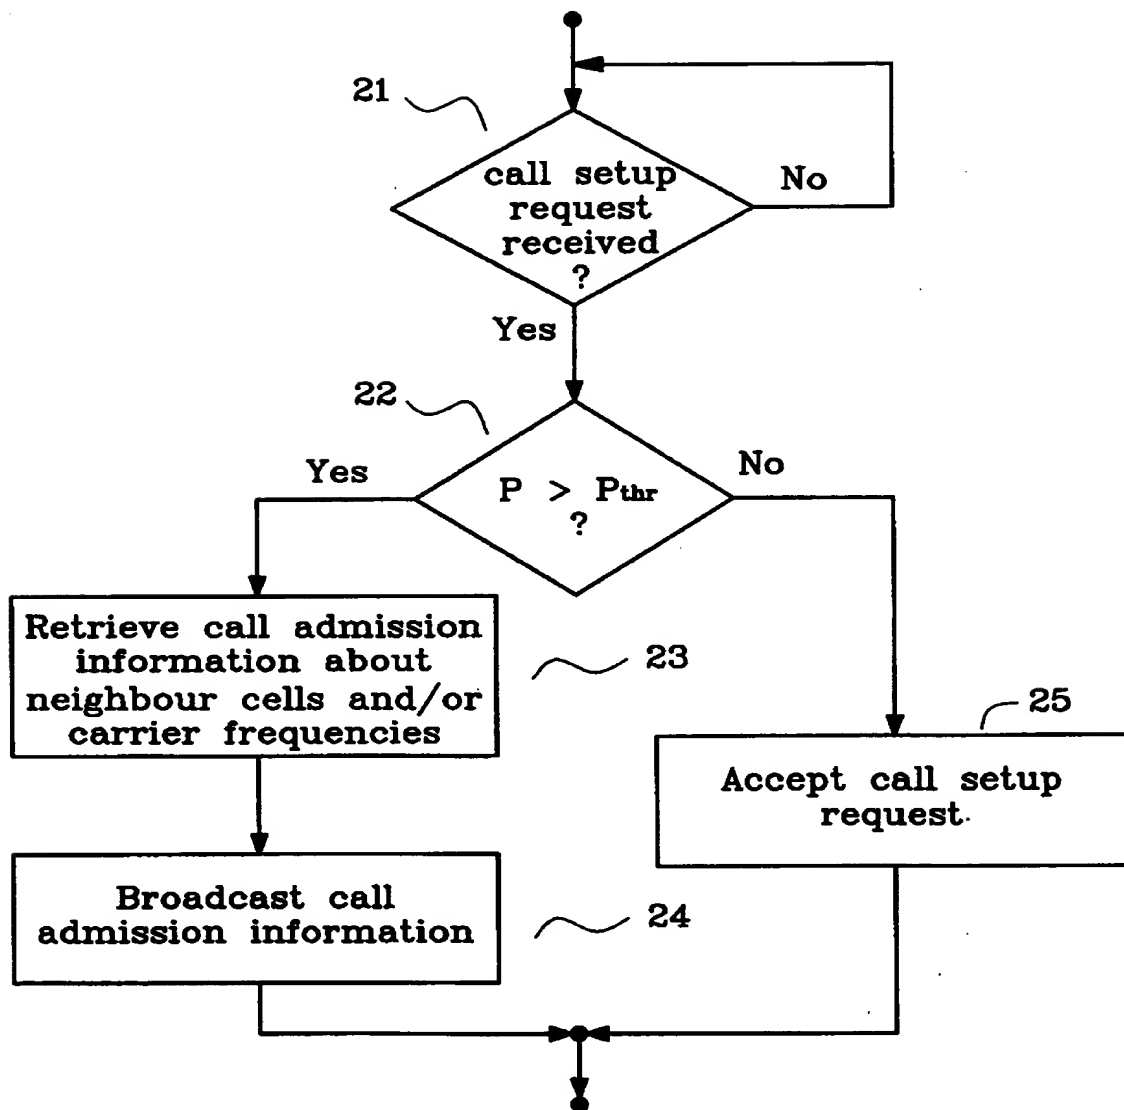 21
call setup
request
received
?
No
Yes
22
Yes
P > Pthr
?
No
Retrieve call admission
information about
neighbour cells and/or
carrier frequencies
23
25
Accept call setup
request
Broadcast call
admission information
24